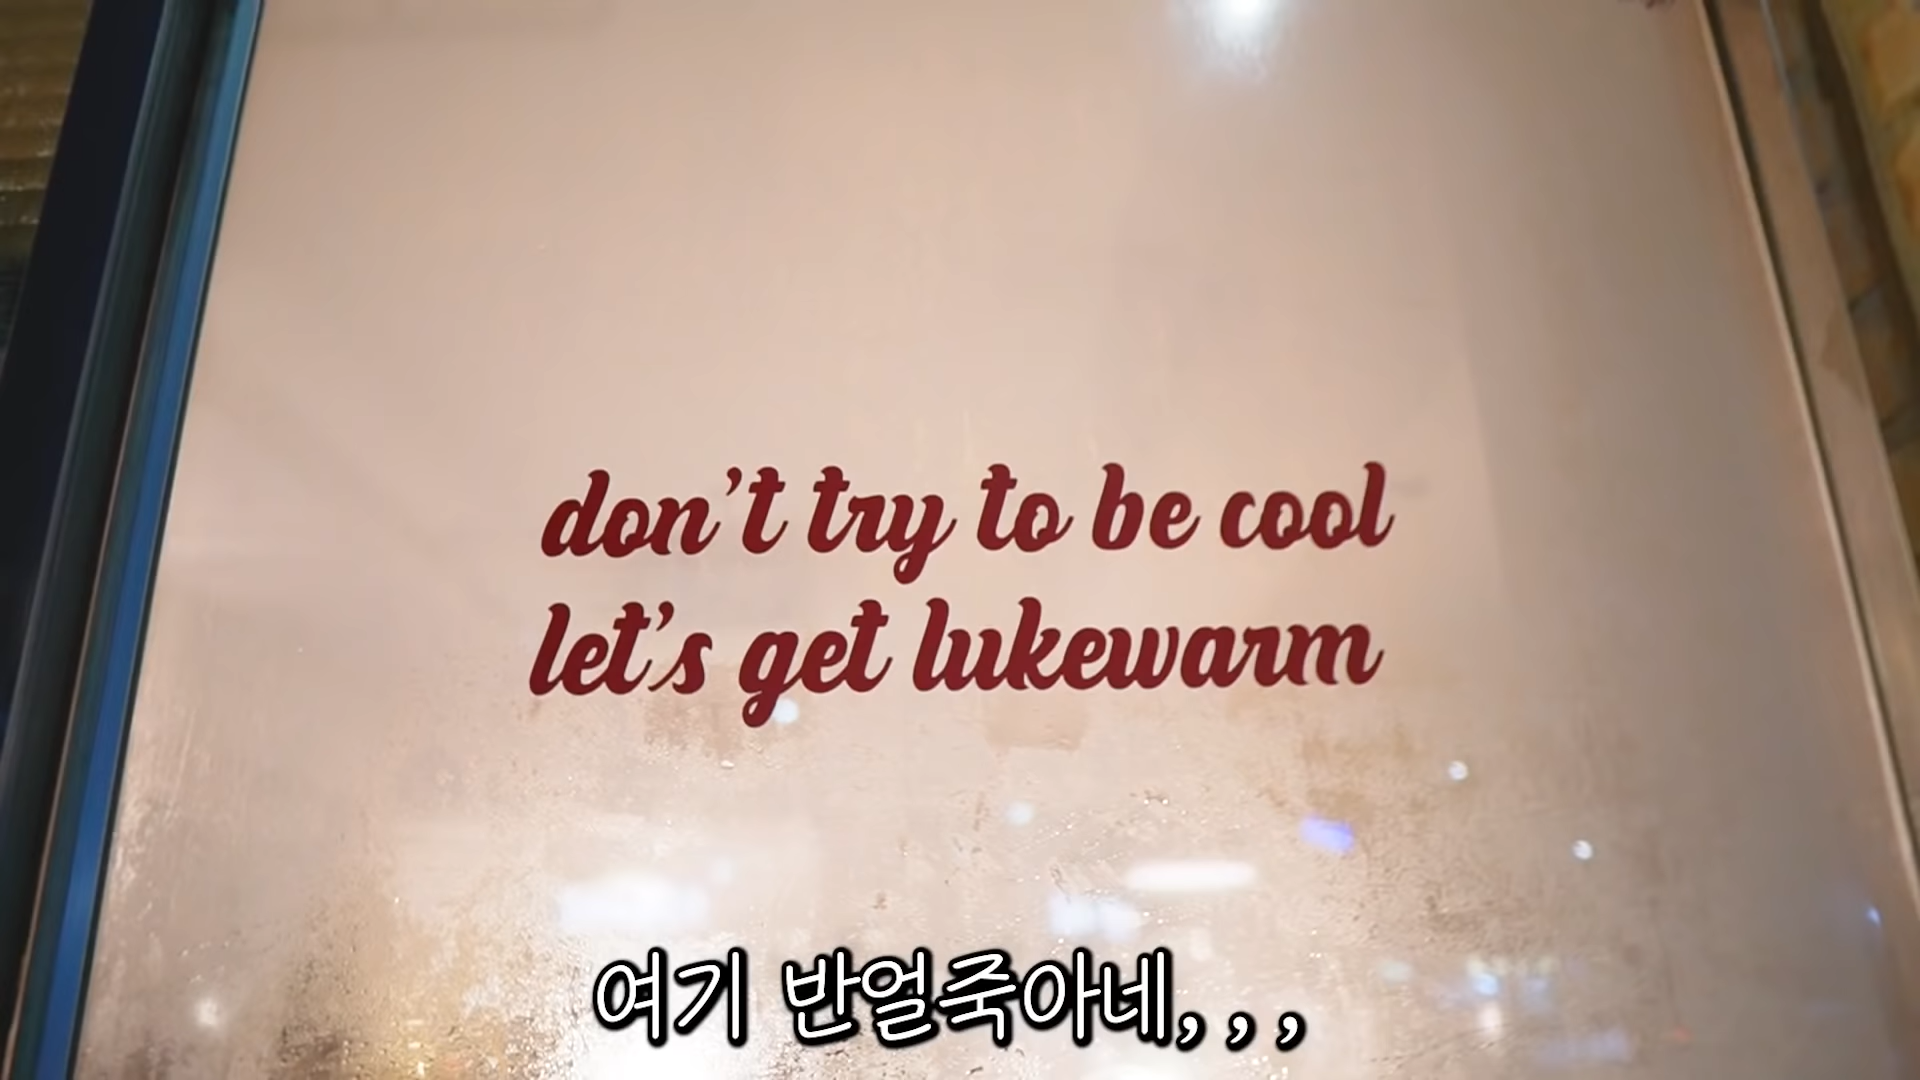 don't try to be cool
let's get lukewarm
여기 반얼죽아네,,,